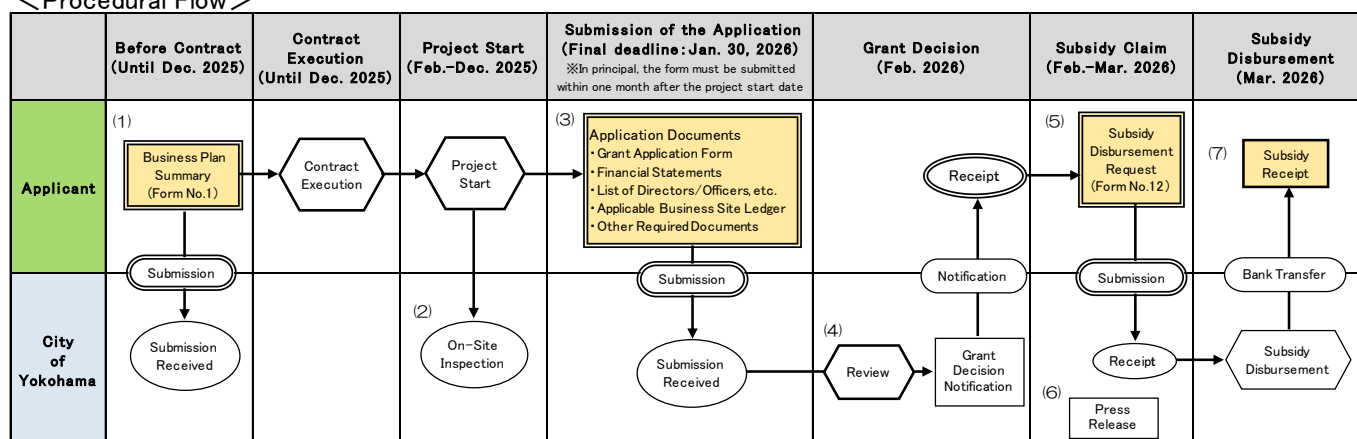 <Procedural Flow>
Before Contract
(Until Dec. 2025)
Contract
Execution
(Until Dec. 2025)
Project Start
(Feb.-Dec. 2025)
Submission of the Application
(Final deadline:Jan. 30, 2026)
※In principal, the form must be submitted
within one month after the project start date
Grant Decision
(Feb. 2026)
Subsidy Claim
(Feb.-Mar. 2026)
Subsidy
Disbursement
(Mar. 2026)
Applicant
(1)
Business Plan
Summary
(Form No.1)
Contract
Execution
Project
Start
(3)
Application Documents
・Grant Application Form
・Financial Statements
・List of Directors/Officers, etc.
・Applicable Business Site Ledger
・Other Required Documents
Receipt
(5)
Subsidy
Disbursement
Request
(Form No.12)
(7)
Subsidy
Receipt
Submission
Submission
Notification
Submission
Bank Transfer
City
of
Yokohama
Submission
Received
(2)
On-Site
Inspection
Submission
Received
(4)
Review
Grant
Decision
Notification
Receipt
Subsidy
Disbursement
(6)
Press
Release